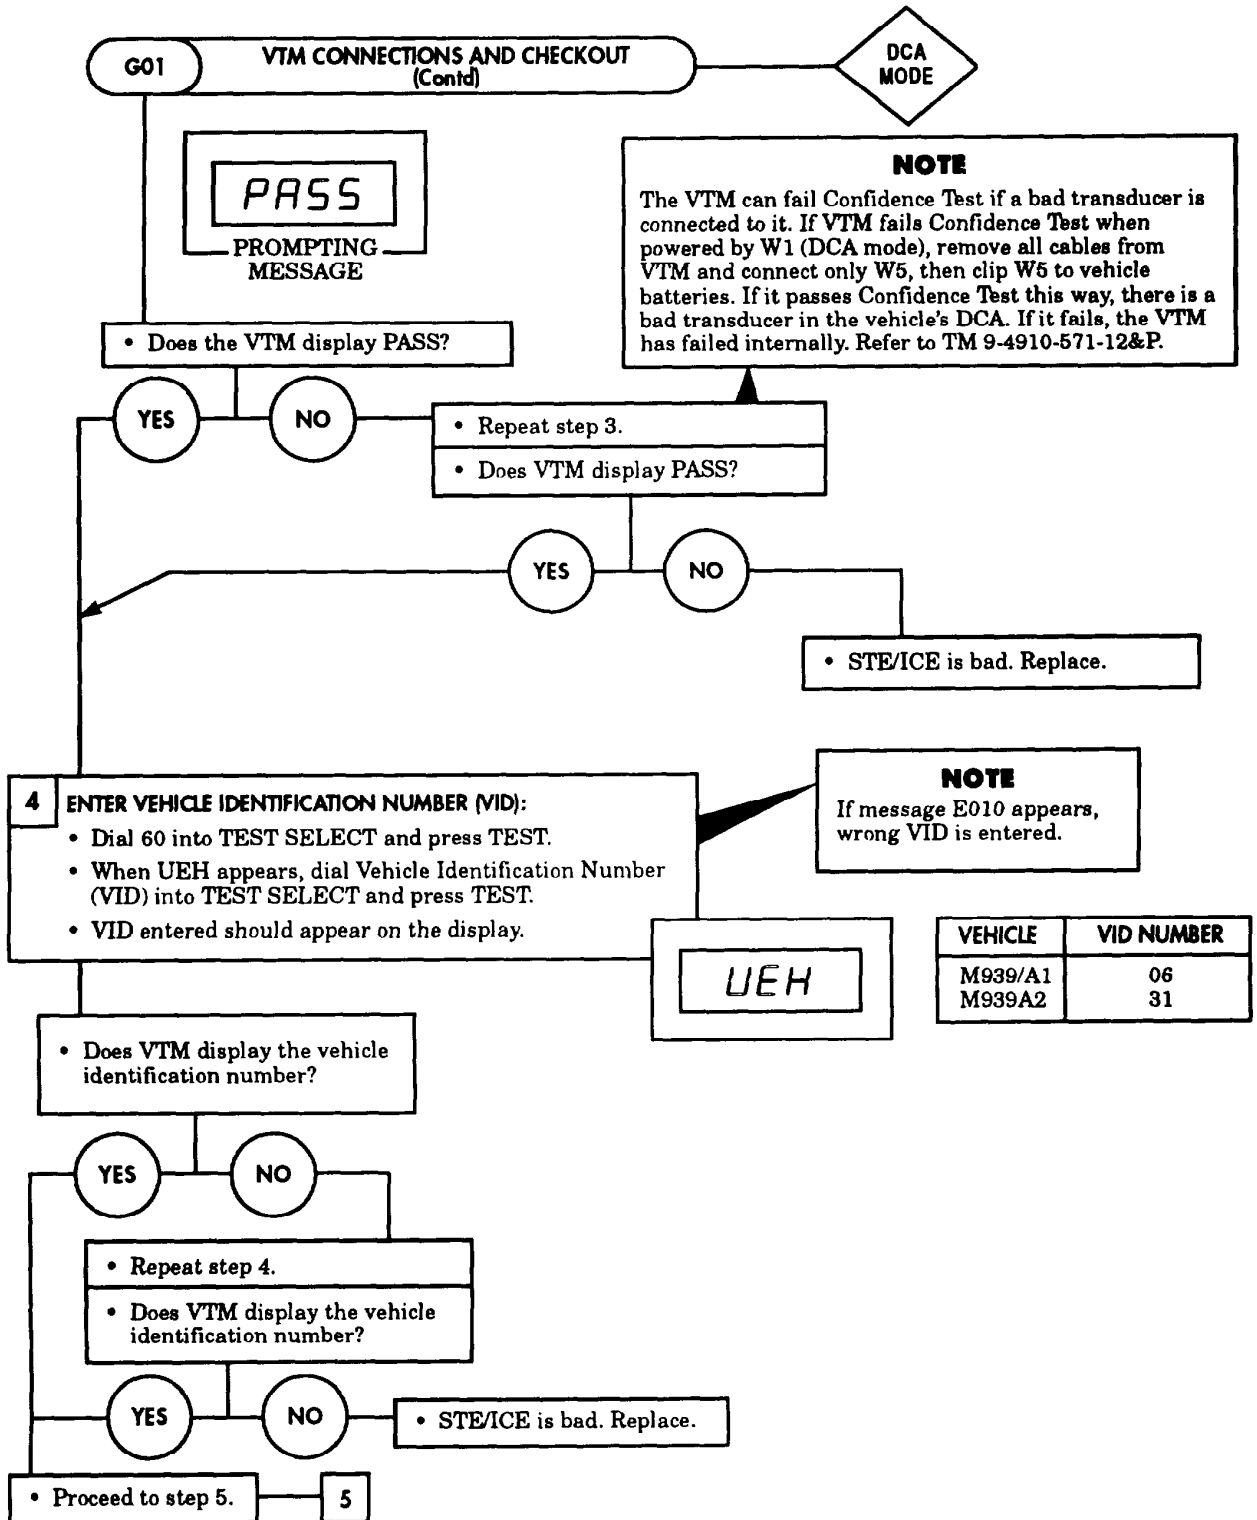 G01
VTM CONNECTIONS AND CHECKOUT
(Contd)
DCA
MODE
PASS
PROMPTING
MESSAGE
NOTE
The VTM can fail Confidence Test if a bad transducer is
connected to it. If VTM fails Confidence Test when
powered by W1 (DCA mode), remove all cables from
VTM and connect only W5, then clip W5 to vehicle
batteries. If it passes Confidence Test this way, there is a
bad transducer in the vehicle's DCA. If it fails, the VTM
has failed internally. Refer to TM 9-4910-571-12&P.
• Does the VTM display PASS?
YES
NO
• Repeat step 3.
• Does VTM display PASS?
YES
NO
• STE/ICE is bad. Replace.
4 ENTER VEHICLE IDENTIFICATION NUMBER (VID):
• Dial 60 into TEST SELECT and press TEST.
• When UEH appears, dial Vehicle Identification Number
(VID) into TEST SELECT and press TEST.
• VID entered should appear on the display.
NOTE
If message E010 appears,
wrong VID is entered.
UEH
VEHICLE VID NUMBER
M939/A1 06
M939A2 31
• Does VTM display the vehicle
identification number?
YES
NO
• Repeat step 4.
• Does VTM display the vehicle
identification number?
YES
NO
• STE/ICE is bad. Replace.
• Proceed to step 5.
5